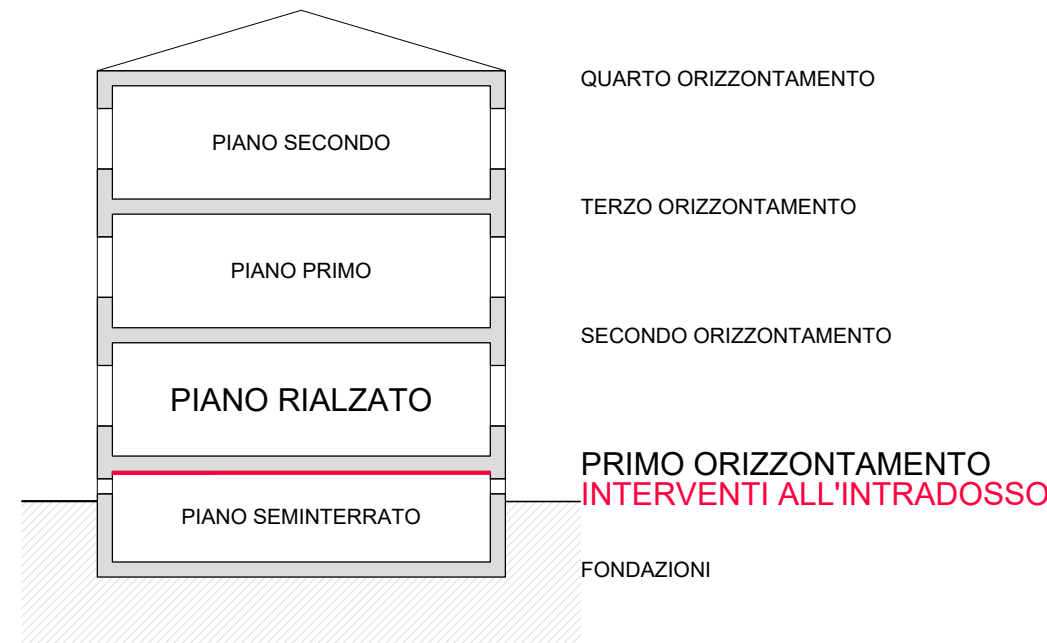 QUARTO ORIZZONTAMENTO
PIANO SECONDO
TERZO ORIZZONTAMENTO
PIANO PRIMO
SECONDO ORIZZONTAMENTO
PIANO RIALZATO
PRIMO ORIZZONTAMENTO
INTERVENTI ALL'INTRADOSSO
PIANO SEMINTERRATO
FONDAZIONI